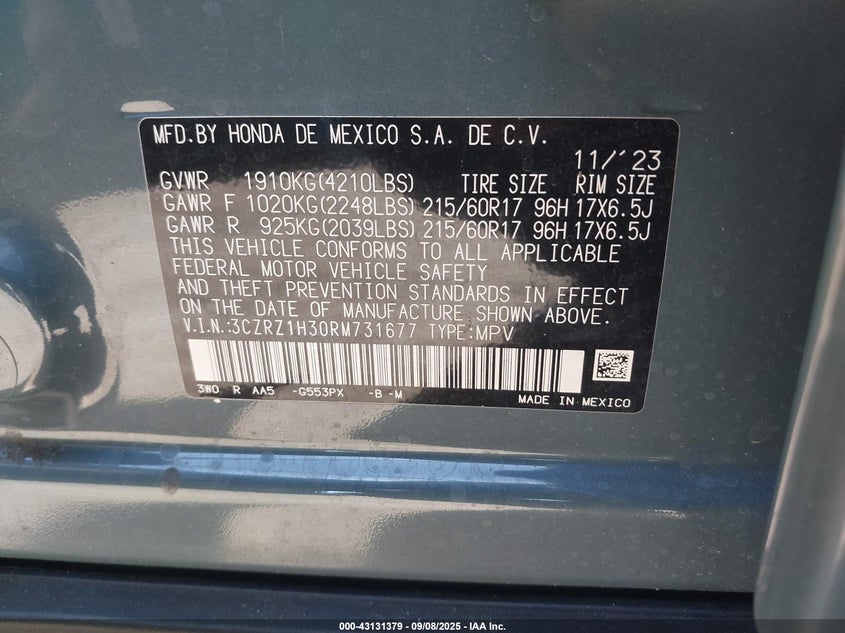 MFD.BY HONDA DE MEXICO S.A. DE C.V.
11/'23
GVWR 1910KG(4210LBS) TIRE SIZE RIM SIZE
GAWR F 1020KG(2248LBS) 215/60R17 96H 17X6.5J
GAWR R 925KG(2039LBS) 215/60R17 96H 17X6.5J
THIS VEHICLE CONFORMS TO ALL APPLICABLE
FEDERAL MOTOR VEHICLE SAFETY
AND THEFT PREVENTION STANDARDS IN EFFECT
ON THE DATE OF MANUFACTURE SHOWN ABOVE.
V.I.N.:3CZRZ1H30RM731677 TYPE:MPV
3W0 R AA5 -G553PX -B -M
MADE IN MEXICO
000-43131379 - 09/08/2025 - IAA Inc.